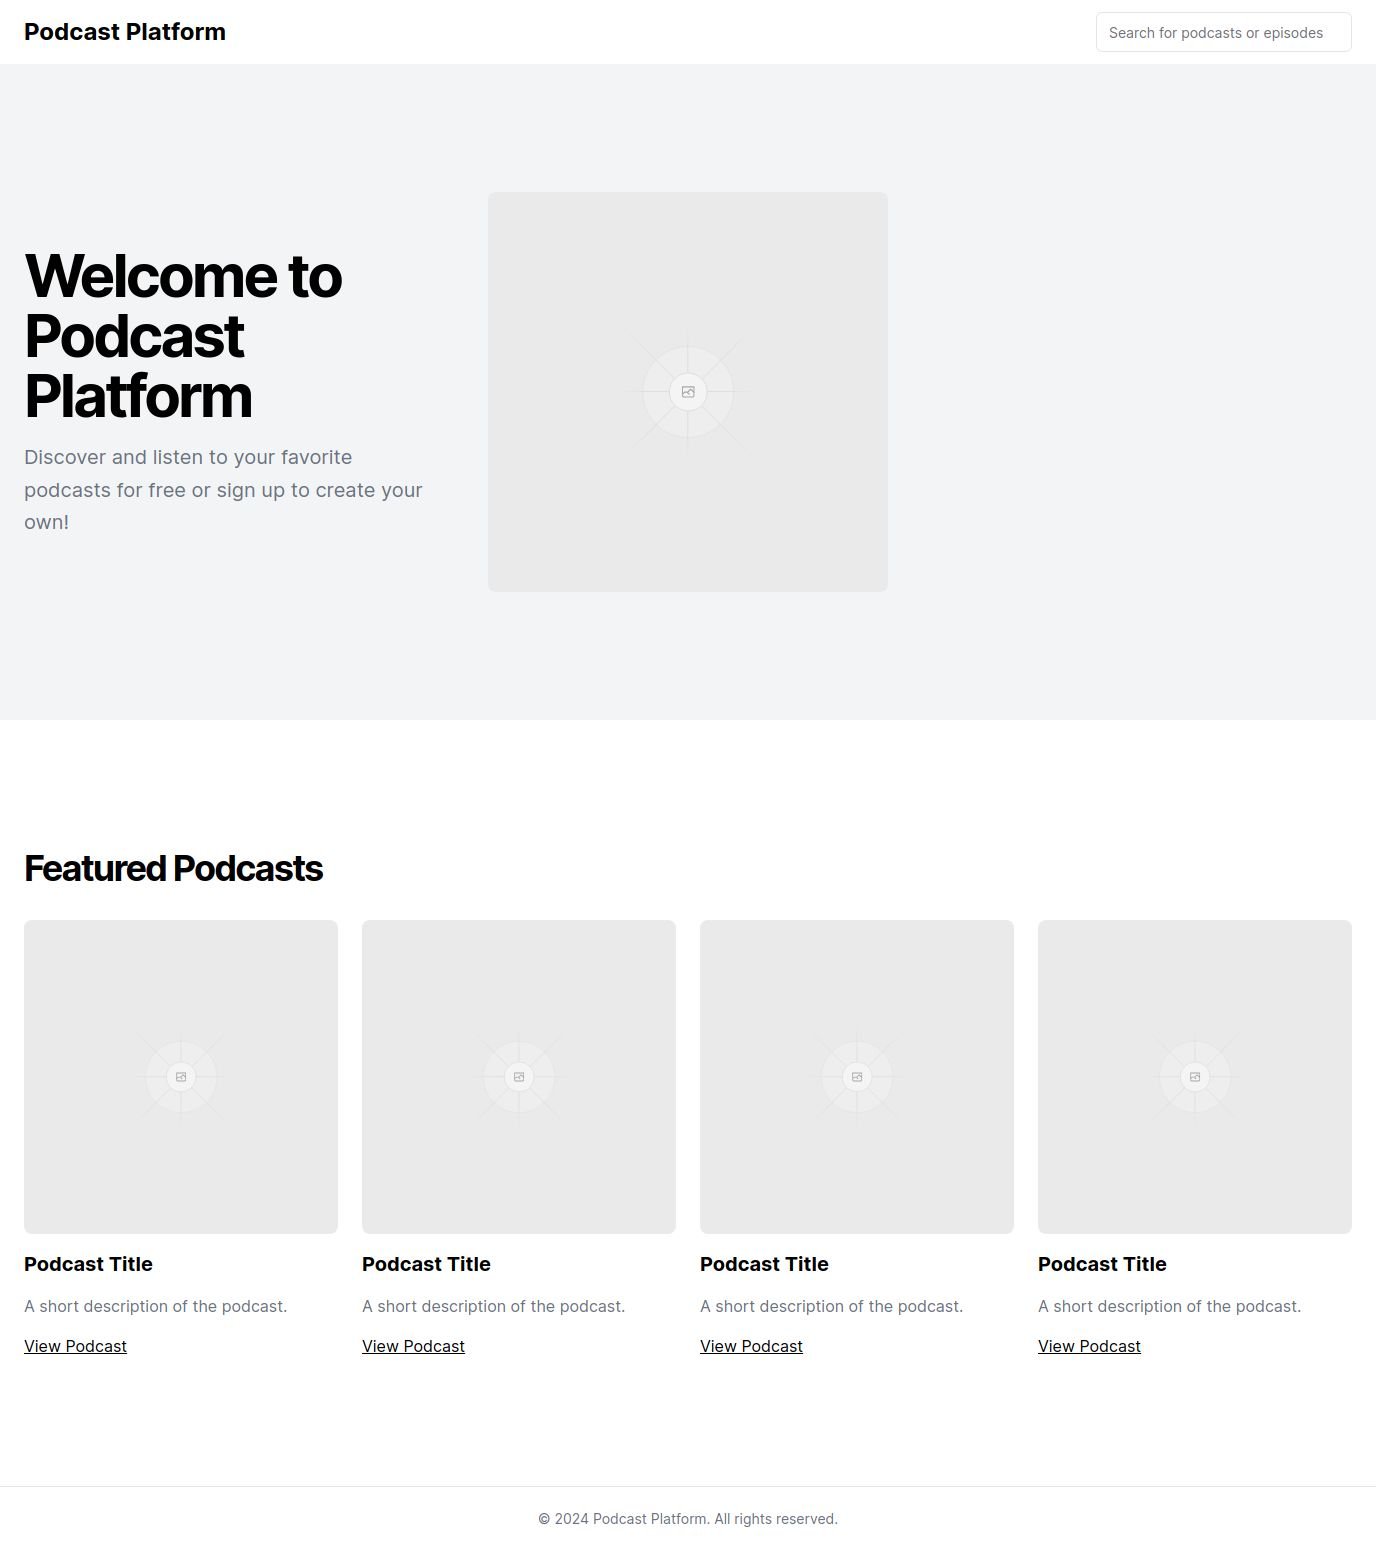 Podcast Platform
Search for podcasts or episodes
Welcome to
Podcast
Platform
Discover and listen to your favorite
podcasts for free or sign up to create your
own!
Featured Podcasts
Podcast Title
A short description of the podcast.
View Podcast
Podcast Title
A short description of the podcast.
View Podcast
Podcast Title
A short description of the podcast.
View Podcast
Podcast Title
A short description of the podcast.
View Podcast
© 2024 Podcast Platform. All rights reserved.